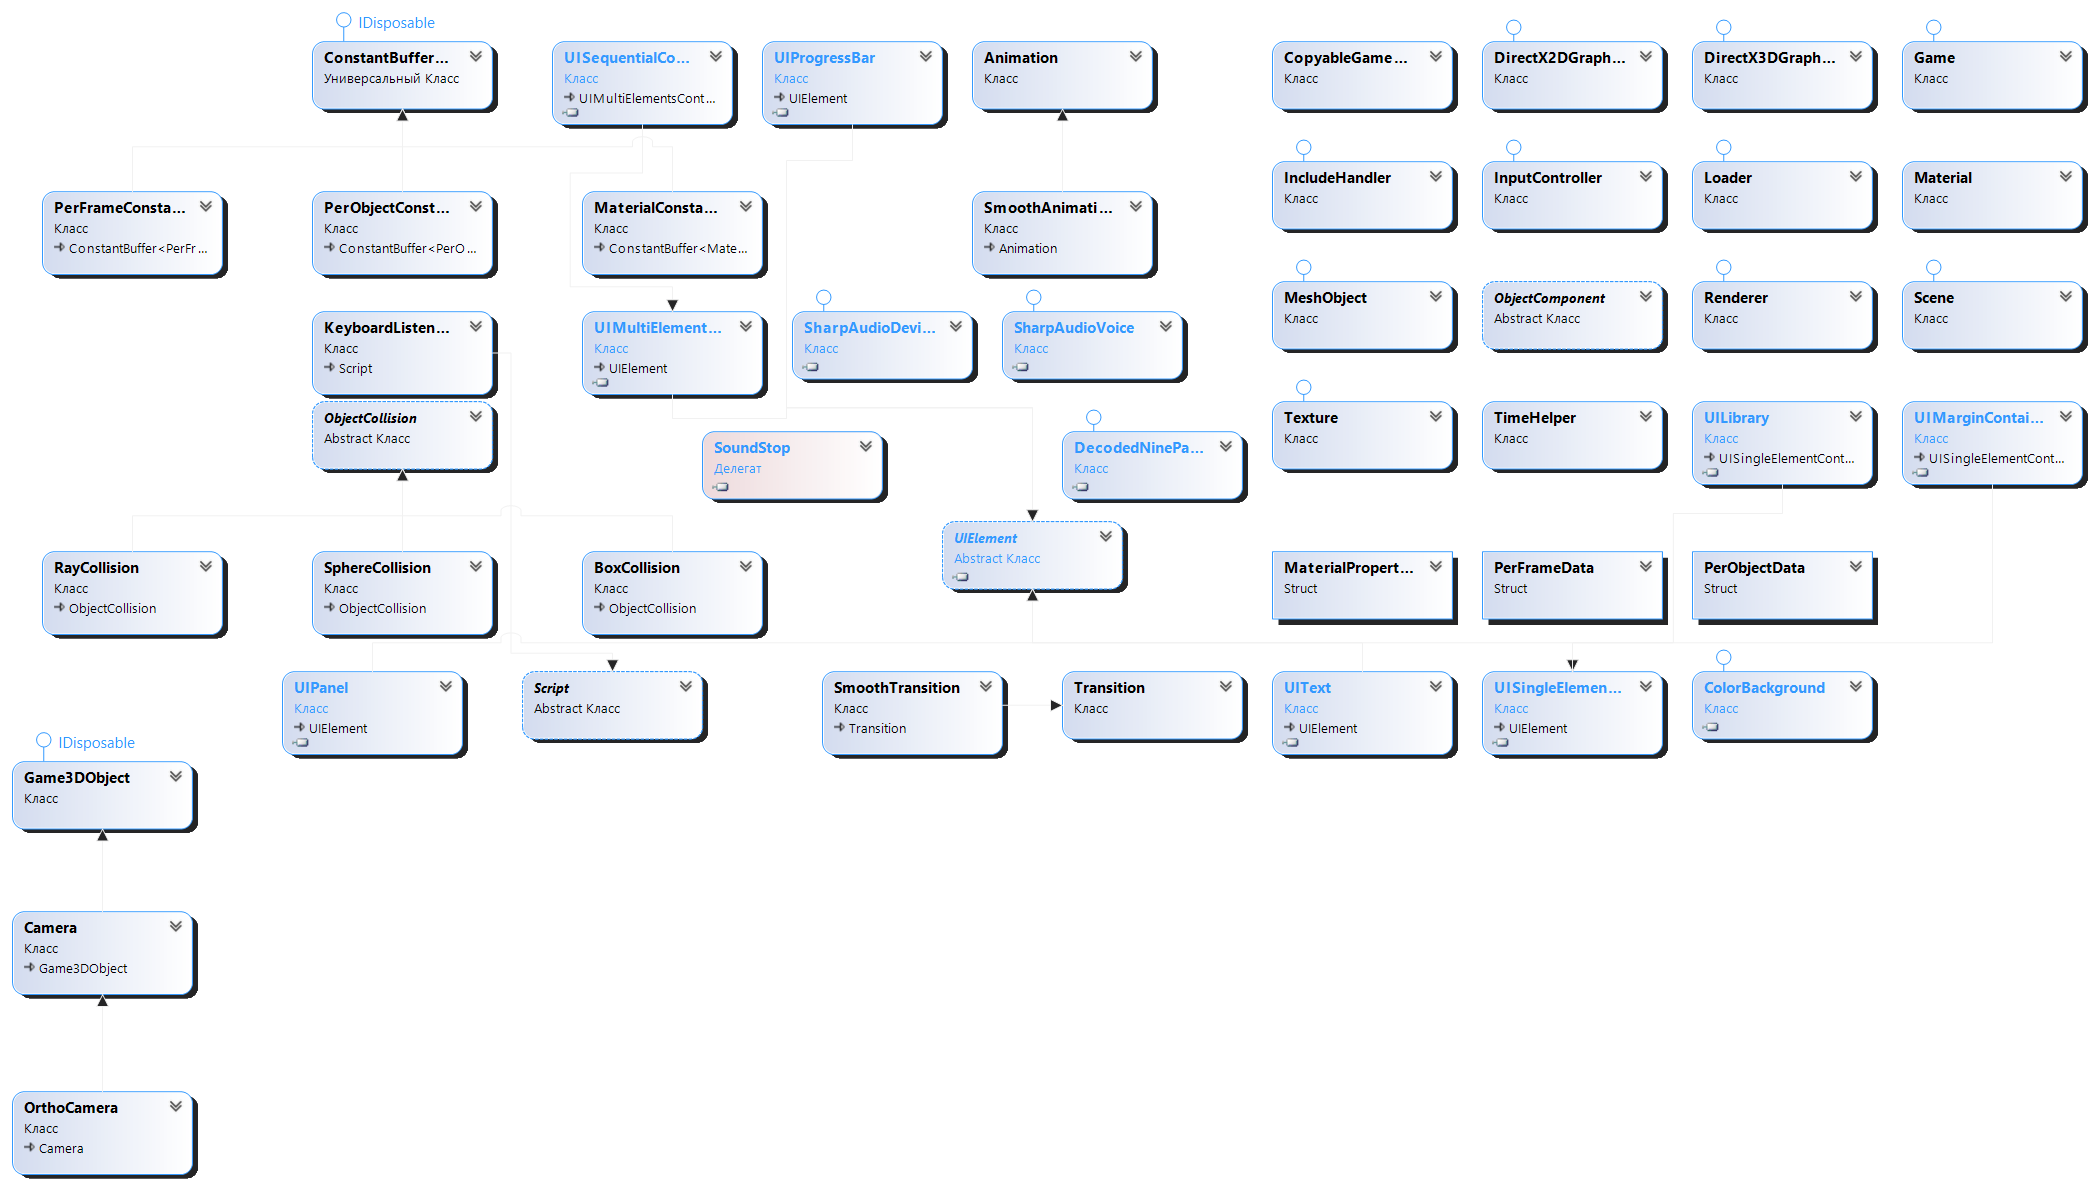 IDisposable
ConstantBuffer...
Универсальный Класс
UISequentialCo...
Класс
UIMultiElementsCont...
UIProgressBar
Класс
UIElement
Animation
Класс
CopyableGame...
Класс
DirectX2DGraph...
Класс
DirectX3DGraph...
Класс
Game
Класс
PerFrameConsta...
Класс
ConstantBuffer<PerFr...
PerObjectConst...
Класс
ConstantBuffer<PerO...
MaterialConsta...
Класс
ConstantBuffer<Mate...
SmoothAnimati...
Класс
Animation
IncludeHandler
Класс
InputController
Класс
Loader
Класс
Material
Класс
KeyboardListen...
Класс
Script
UIMultiElement...
Класс
UIElement
SharpAudioDevi...
Класс
SharpAudioVoice
Класс
MeshObject
Класс
ObjectComponent
Abstract Класс
Renderer
Класс
Scene
Класс
ObjectCollision
Abstract Класс
SoundStop
Делегат
DecodedNinePa...
Класс
Texture
Класс
TimeHelper
Класс
UILibrary
Класс
UISingleElementCont...
UIMarginContai...
Класс
UISingleElementCont...
RayCollision
Класс
ObjectCollision
SphereCollision
Класс
ObjectCollision
BoxCollision
Класс
ObjectCollision
UIElement
Abstract Класс
MaterialPropert...
Struct
PerFrameData
Struct
PerObjectData
Struct
UIPanel
Класс
UIElement
Script
Abstract Класс
SmoothTransition
Класс
Transition
Transition
Класс
UIText
Класс
UIElement
UISingleElemen...
Класс
UIElement
ColorBackground
Класс
IDisposable
Game3DObject
Класс
Camera
Класс
Game3DObject
OrthoCamera
Класс
Camera